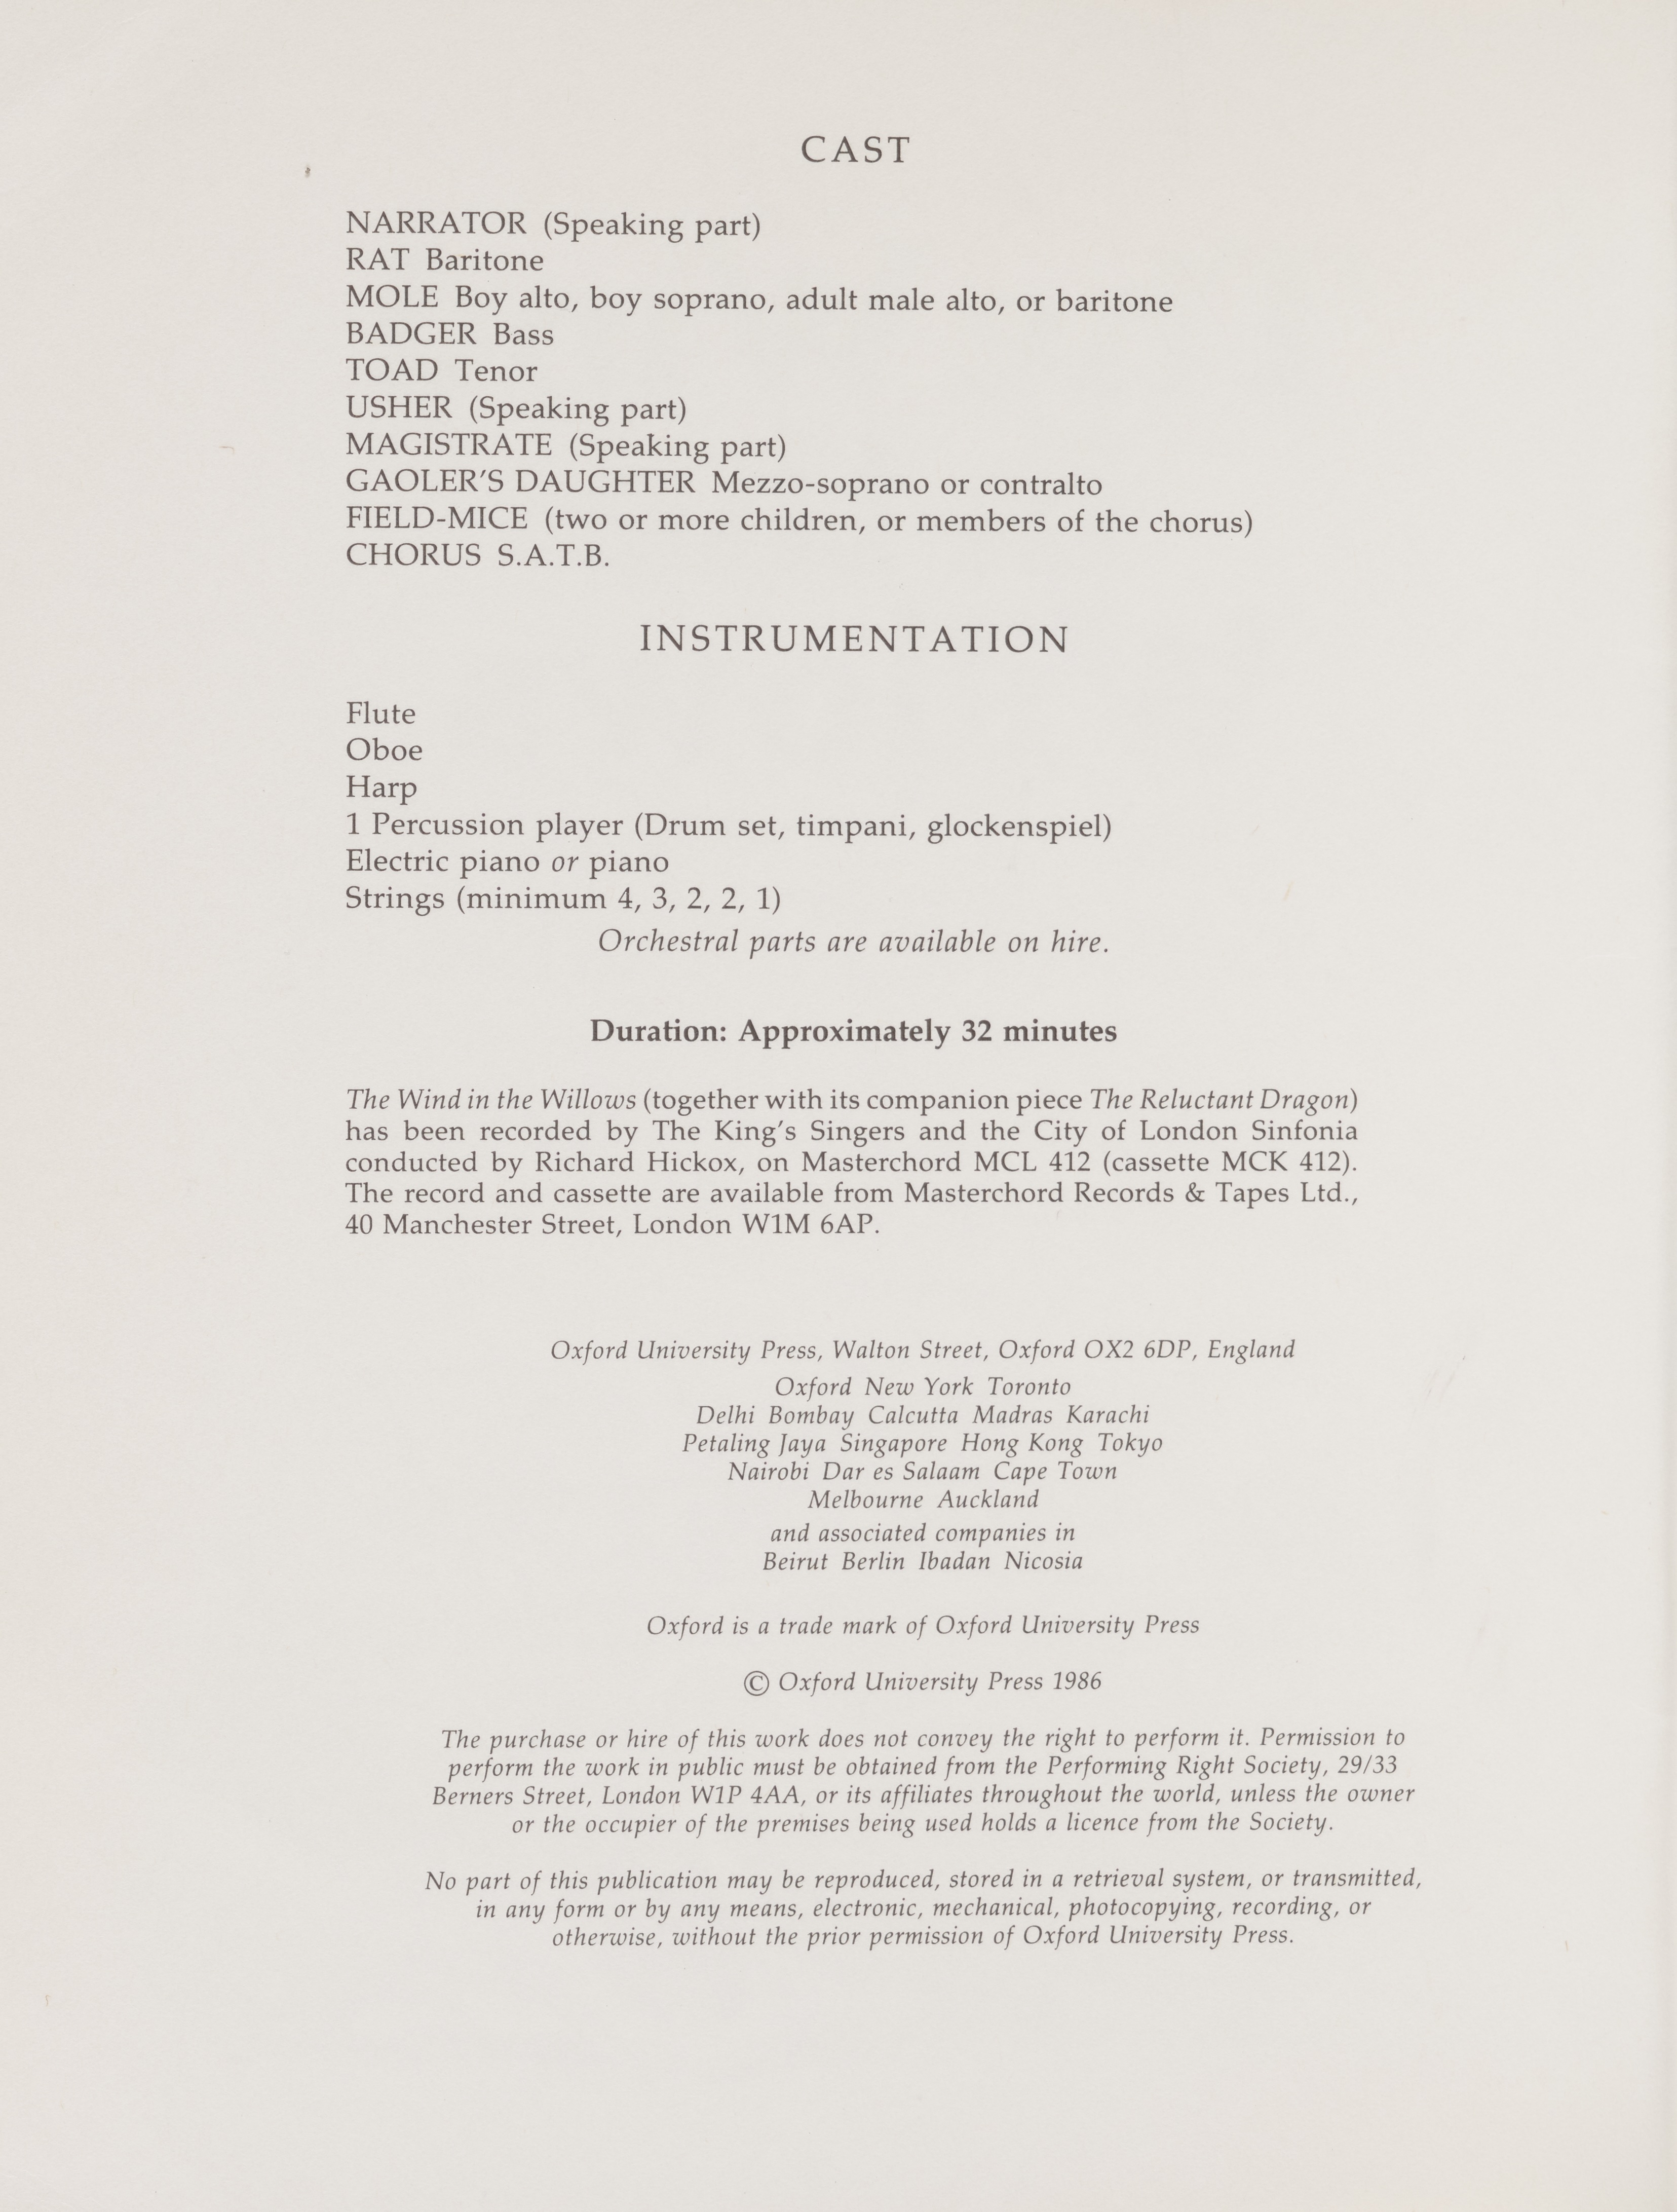 CAST
NARRATOR (Speaking part)
RAT Baritone
MOLE Boy alto, boy soprano, adult male alto, or baritone
BADGER Bass
TOAD Tenor
USHER (Speaking part)
MAGISTRATE (Speaking part)
GAOLER'S DAUGHTER Mezzo-soprano or contralto
FIELD-MICE (two or more children, or members of the chorus)
CHORUS S.A.T.B.
INSTRUMENTATION
Flute
Oboe
Harp
1 Percussion player (Drum set, timpani, glockenspiel)
Electric piano or piano
Strings (minimum 4, 3, 2, 2, 1)
Orchestral parts are available on hire.
Duration: Approximately 32 minutes
The Wind in the Willows (together with its companion piece The Reluctant Dragon)
has been recorded by The King's Singers and the City of London Sinfonia
conducted by Richard Hickox, on Masterchord MCL 412 (cassette MCK 412).
The record and cassette are available from Masterchord Records & Tapes Ltd.,
40 Manchester Street, London W1M 6AP.
Oxford University Press, Walton Street, Oxford OX2 6DP, England
Oxford New York Toronto
Delhi Bombay Calcutta Madras Karachi
Petaling Jaya Singapore Hong Kong Tokyo
Nairobi Dar es Salaam Cape Town
Melbourne Auckland
and associated companies in
Beirut Berlin Ibadan Nicosia
Oxford is a trade mark of Oxford University Press
© Oxford University Press 1986
The purchase or hire of this work does not convey the right to perform it. Permission to
perform the work in public must be obtained from the Performing Right Society, 29/33
Berners Street, London W1P 4AA, or its affiliates throughout the world, unless the owner
or the occupier of the premises being used holds a licence from the Society.
No part of this publication may be reproduced, stored in a retrieval system, or transmitted,
in any form or by any means, electronic, mechanical, photocopying, recording, or
otherwise, without the prior permission of Oxford University Press.